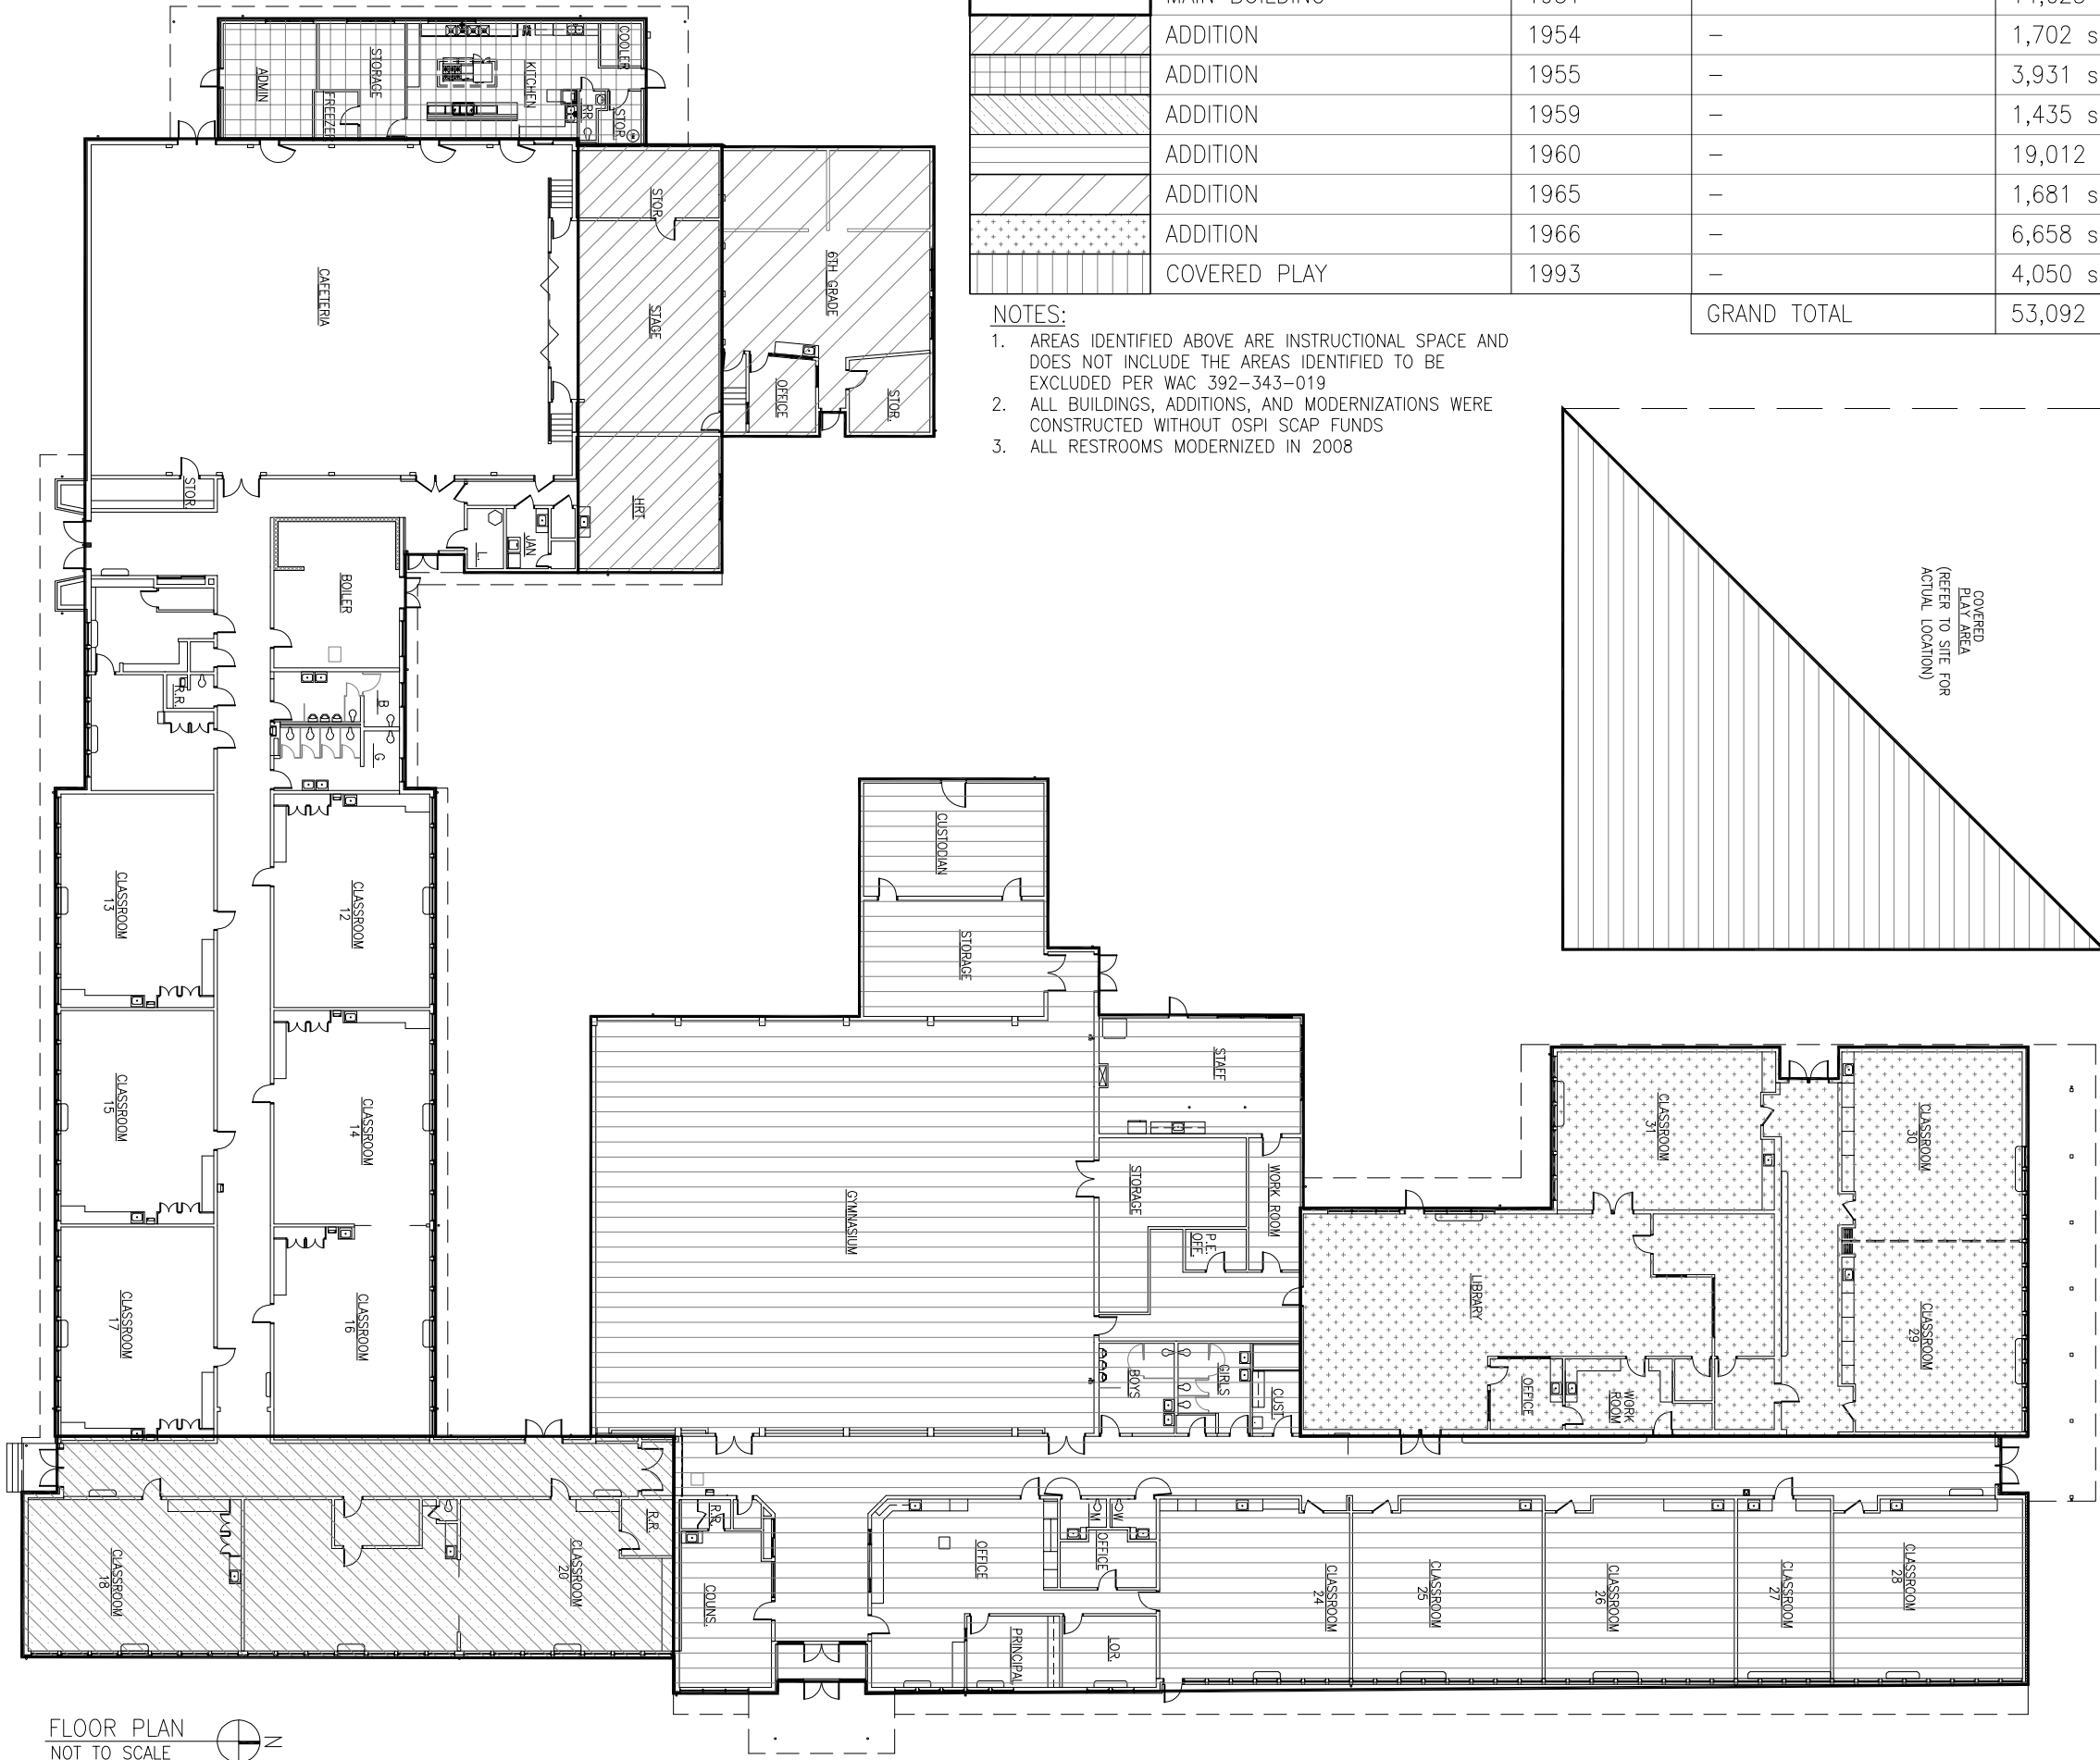 MAIN BUILDING
ADDITION 1954 – 1,702 s
ADDITION 1955 – 3,931 s
ADDITION 1959 – 1,435 s
ADDITION 1960 – 19,012
ADDITION 1965 – 1,681 s
ADDITION 1966 – 6,658 s
COVERED PLAY 1993 – 4,050 s
GRAND TOTAL 53,092
NOTES:
1. AREAS IDENTIFIED ABOVE ARE INSTRUCTIONAL SPACE AND
DOES NOT INCLUDE THE AREAS IDENTIFIED TO BE
EXCLUDED PER WAC 392-343-019
2. ALL BUILDINGS, ADDITIONS, AND MODERNIZATIONS WERE
CONSTRUCTED WITHOUT OSPI SCAP FUNDS
3. ALL RESTROOMS MODERNIZED IN 2008
ADMIN
STORAGE
FREEZER
KITCHEN
COOLER
RR
STOR
CAFETERIA
STOR
STAGE
HRT
6TH GRADE
OFFICE
STOR.
STOR.
JAN
BOILER
R.R.
B
G
COVERED
PLAY AREA
(REFER TO SITE FOR
ACTUAL LOCATION)
CLASSROOM
13
CLASSROOM
12
CLASSROOM
15
CLASSROOM
14
CLASSROOM
17
CLASSROOM
16
CUSTODIAN
STORAGE
GYMNASIUM
STAFF
STORAGE
WORK ROOM
P.E.
OFF.
BOYS
GIRLS
CUST.
CLASSROOM
31
CLASSROOM
30
CLASSROOM
29
LIBRARY
OFFICE
WORK
ROOM
CLASSROOM
18
CLASSROOM
20
R.R.
R.R.
COUNS.
OFFICE
M
W
OFFICE
PRINCIPAL
LOR.
CLASSROOM
24
CLASSROOM
25
CLASSROOM
26
CLASSROOM
27
CLASSROOM
28
FLOOR PLAN
NOT TO SCALE
N